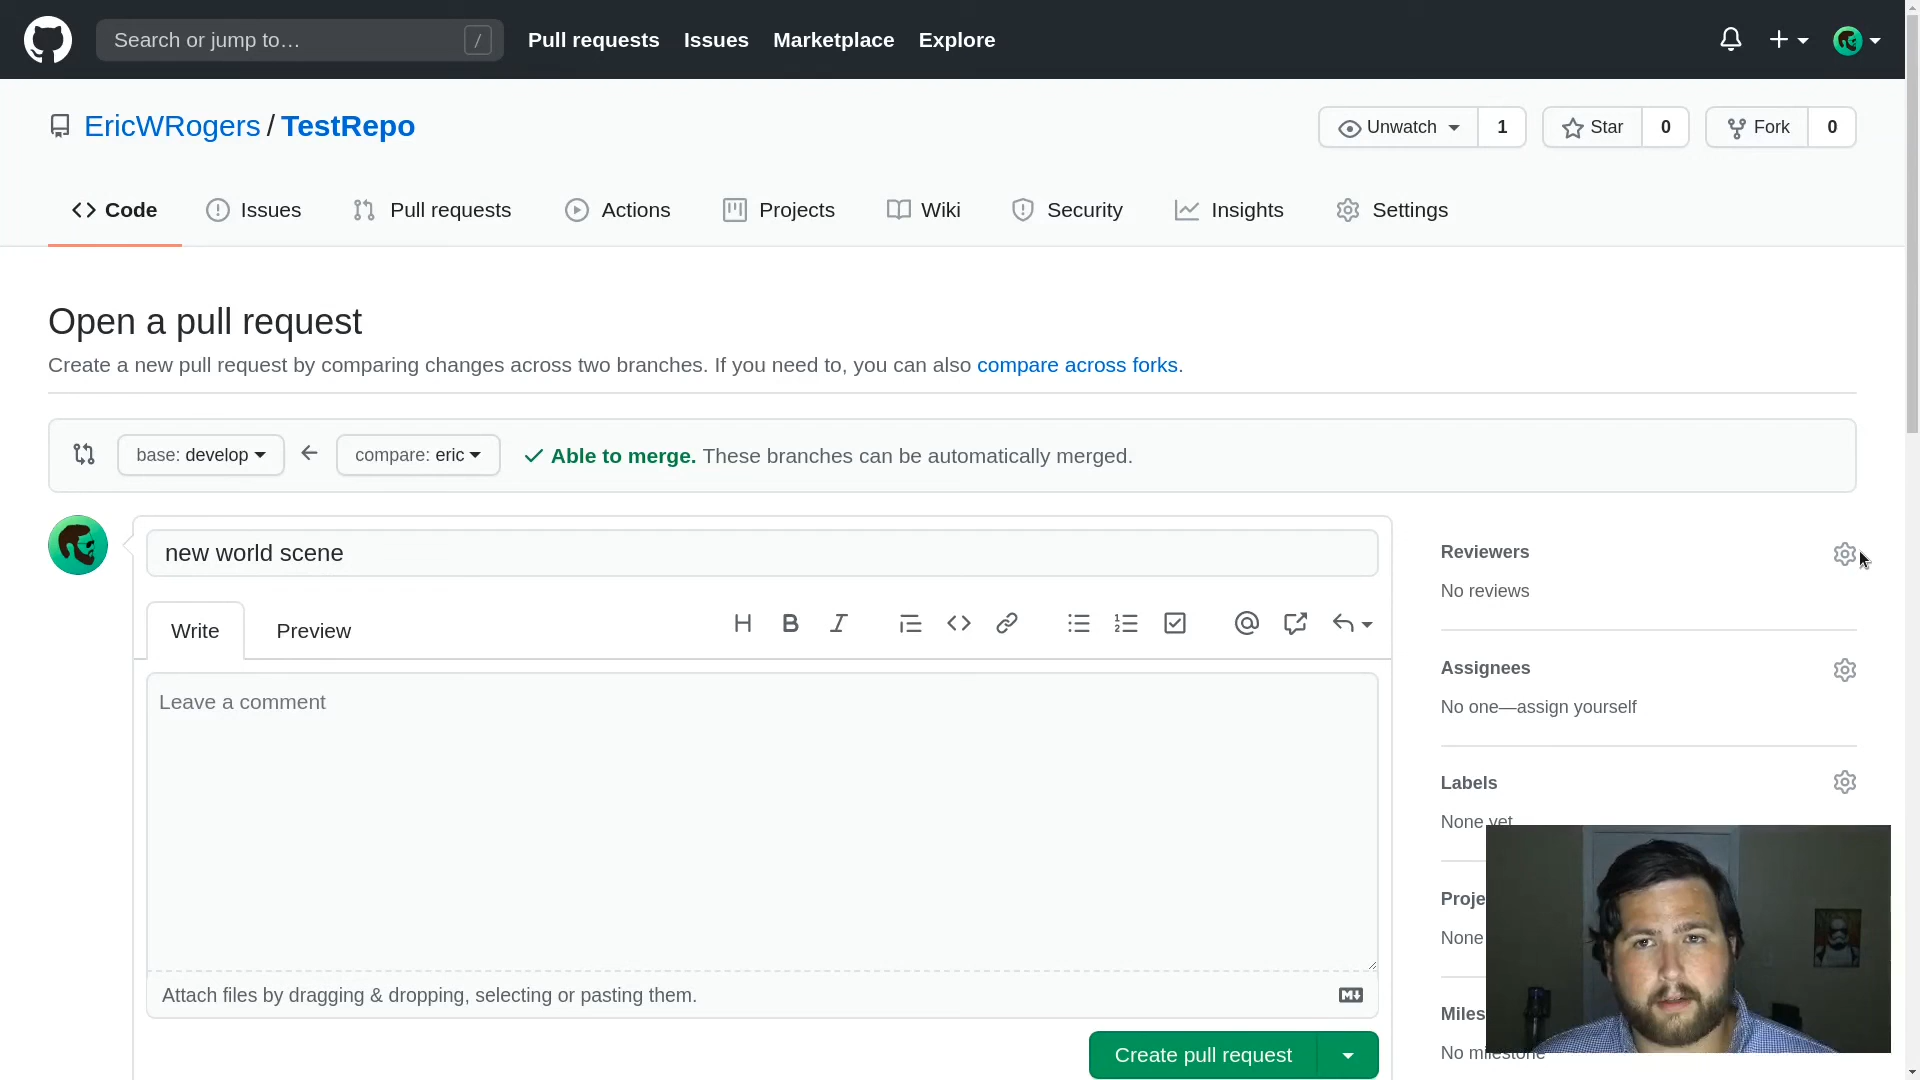 Search or jump to… /
Pull requests Issues Marketplace Explore
EricWRogers / TestRepo
Unwatch 1 Star 0 Fork 0
Code Issues Pull requests Actions Projects Wiki Security Insights Settings
Open a pull request
Create a new pull request by comparing changes across two branches. If you need to, you can also compare across forks.
base: develop compare: eric Able to merge. These branches can be automatically merged.
new world scene
Write Preview
Leave a comment
Attach files by dragging & dropping, selecting or pasting them.
Create pull request
Reviewers
No reviews
Assignees
No one—assign yourself
Labels
None yet
Proje
None
Miles
No milestone